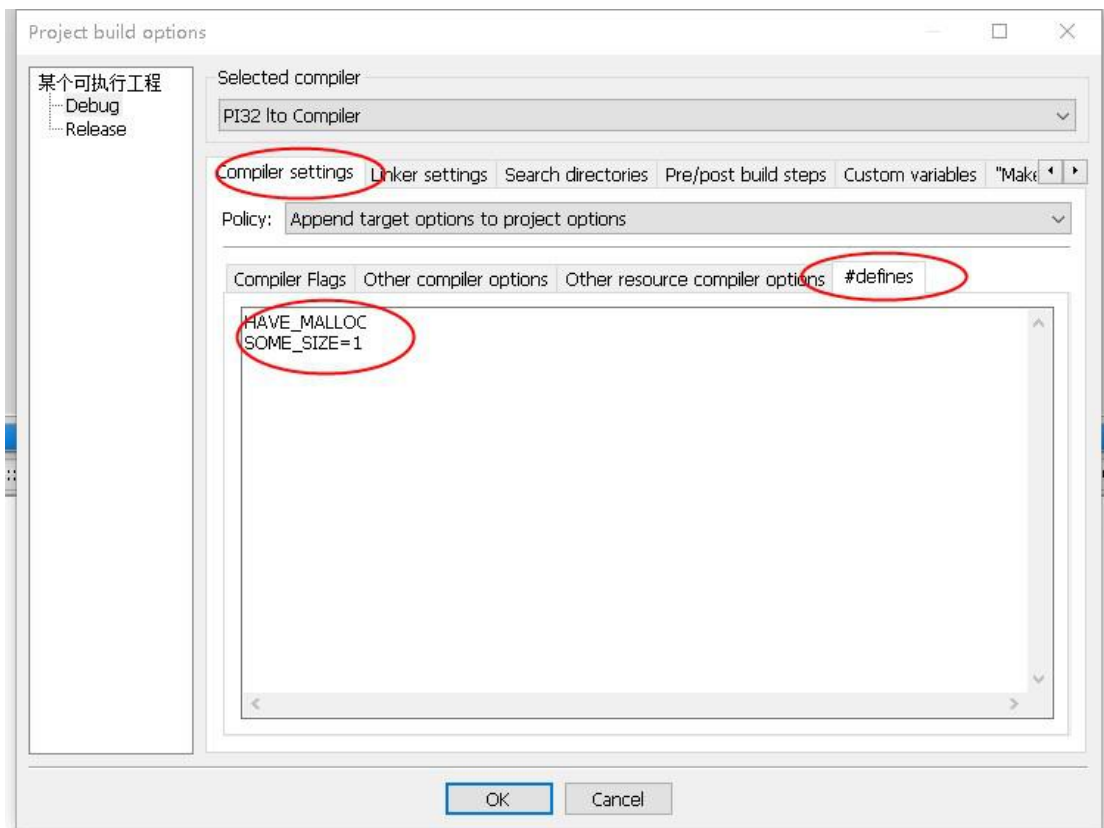 Project build options
某个可执行工程
Debug
Release
Selected compiler
PI32 lto Compiler
Compiler settings Linker settings Search directories Pre/post build steps Custom variables "Make
Policy: Append target options to project options
Compiler Flags Other compiler options Other resource compiler options #defines
HAVE_MALLOC
SOME_SIZE=1
OK Cancel